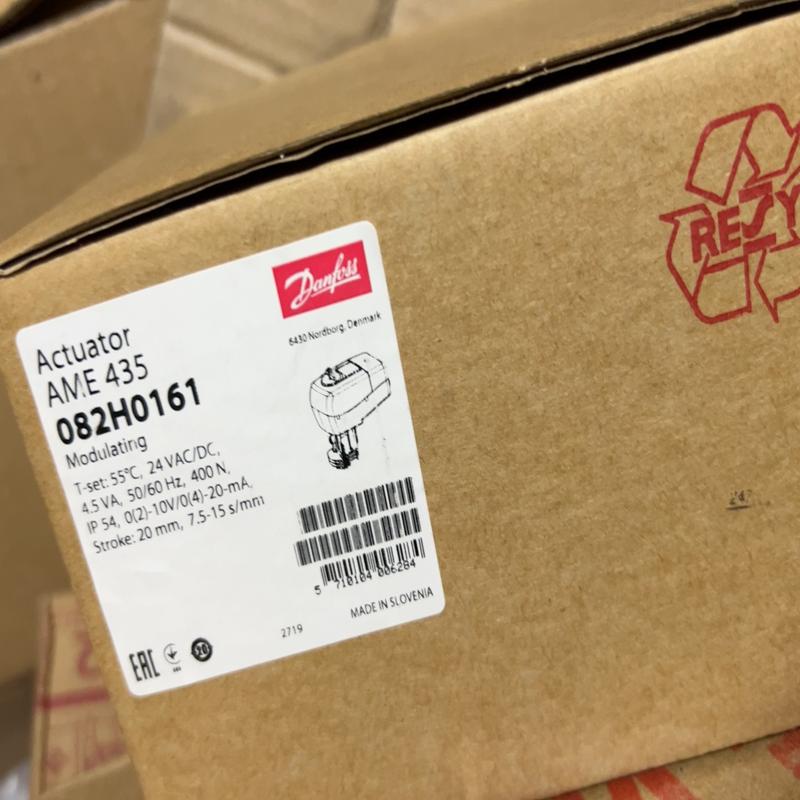 Danfoss
6430 Nordborg, Denmark
Actuator
AME 435
082H0161
Modulating
T-set: 55°C, 24 VAC/DC,
4.5 VA, 50/60 Hz, 400 N,
IP 54, 0(2)-10V/0(4)-20-mA,
Stroke: 20 mm, 7.5-15 s/mm
5 710104 006284
MADE IN SLOVENIA
2719
EAC
20
RESY